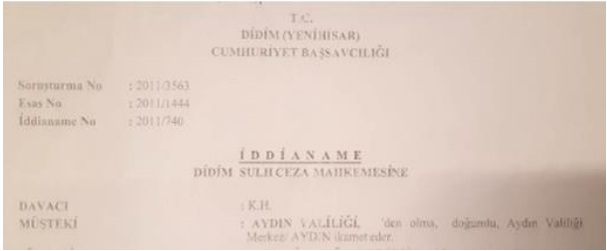 T.C.
DİDİM (YENİHİSAR)
CUMHURİYET BAŞSAVCILIĞI
Soruşturma No : 2011/3563
Esas No : 2011/1444
İddianame No : 2011/740
İ D D İ A N A M E
DİDİM SULH CEZA MAHKEMESİNE
DAVACI : K.H.
MÜŞTEKİ : AYDIN VALİLİĞİ, 'den olma, doğumlu, Aydın Valiliği
Merkez/ AYDIN ikamet eder.